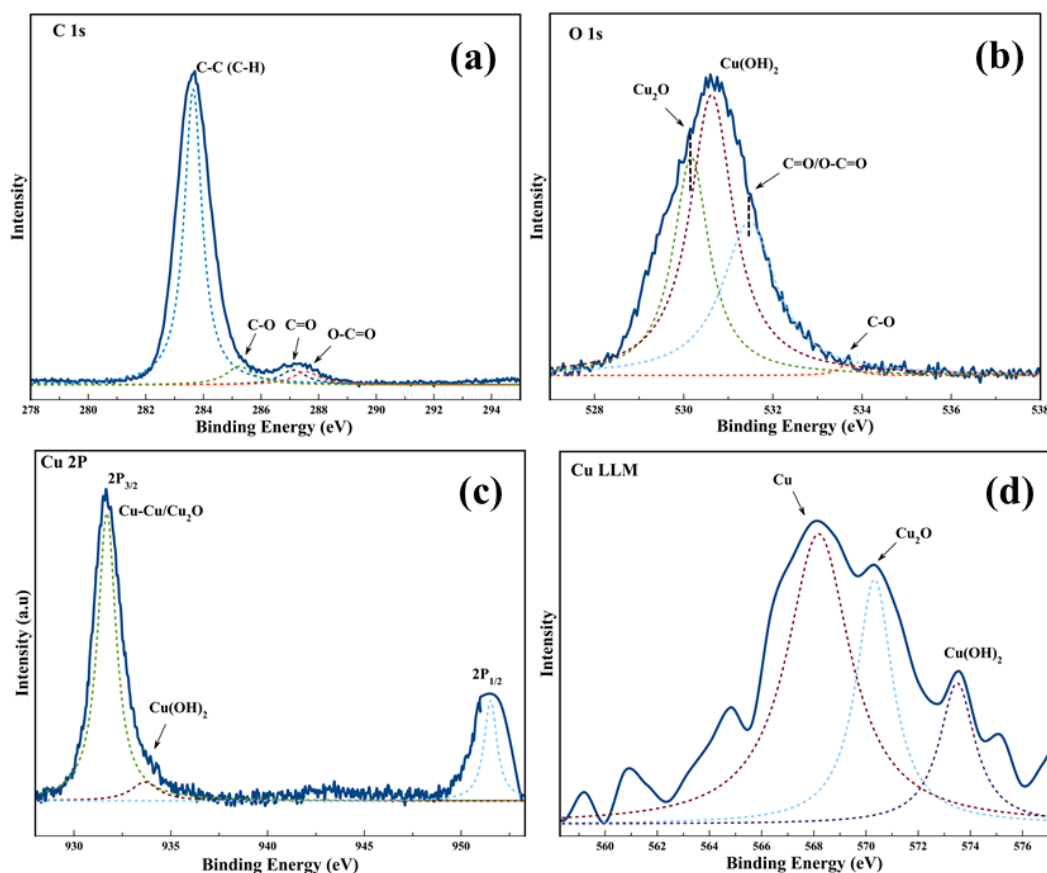 C 1s
(a)
C-C (C-H)
C-O
C=O
O-C=O
Intensity
278 280 282 284 286 288 290 292 294
Binding Energy (eV)
O 1s
(b)
Cu(OH)₂
Cu₂O
C=O/O-C=O
C-O
Intensity
528 530 532 534 536 538
Binding Energy (eV)
Cu 2P
(c)
2P₃/₂
Cu-Cu/Cu₂O
Cu(OH)₂
2P₁/₂
Intensity (a.u)
930 935 940 945 950
Binding Energy (eV)
Cu LLM
(d)
Cu
Cu₂O
Cu(OH)₂
Intensity
560 562 564 566 568 570 572 574 576
Binding Energy (eV)